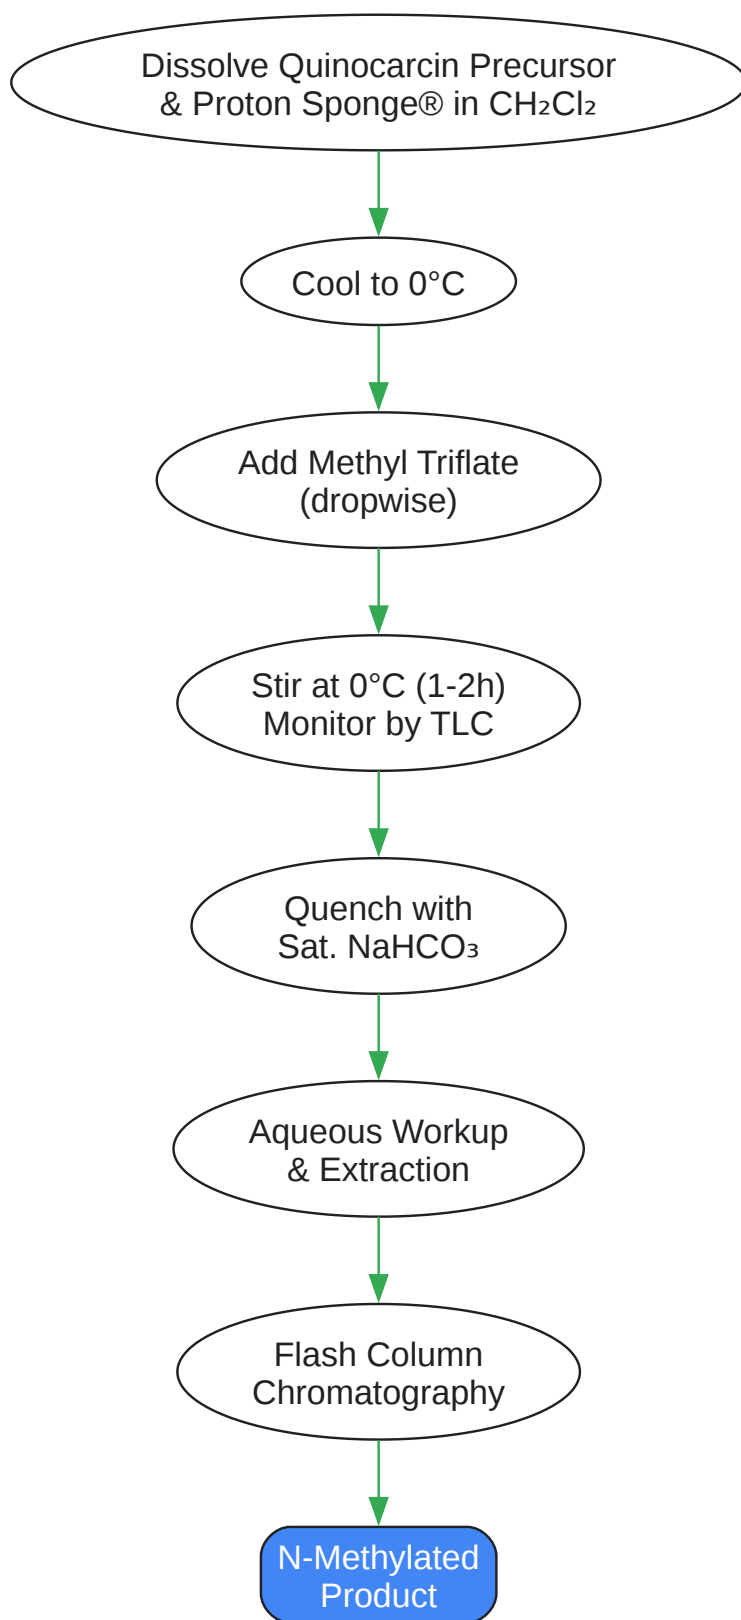 Dissolve Quinocarcin Precursor
& Proton Sponge® in CH₂Cl₂
Cool to 0°C
Add Methyl Triflate
(dropwise)
Stir at 0°C (1-2h)
Monitor by TLC
Quench with
Sat. NaHCO₃
Aqueous Workup
& Extraction
Flash Column
Chromatography
N-Methylated
Product